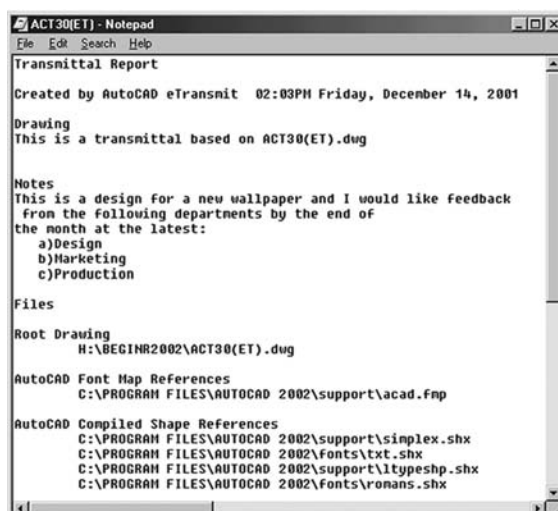 ACT30(ET) - Notepad
File Edit Search Help
Transmittal Report
Created by AutoCAD eTransmit 02:03PM Friday, December 14, 2001
Drawing
This is a transmittal based on ACT30(ET).dwg
Notes
This is a design for a new wallpaper and I would like feedback
from the following departments by the end of
the month at the latest:
a)Design
b)Marketing
c)Production
Files
Root Drawing
H:\BEGINR2002\ACT30(ET).dwg
AutoCAD Font Map References
C:\PROGRAM FILES\AUTOCAD 2002\support\acad.fmp
AutoCAD Compiled Shape References
C:\PROGRAM FILES\AUTOCAD 2002\support\simplex.shx
C:\PROGRAM FILES\AUTOCAD 2002\fonts\txt.shx
C:\PROGRAM FILES\AUTOCAD 2002\support\ltypeshp.shx
C:\PROGRAM FILES\AUTOCAD 2002\fonts\romans.shx